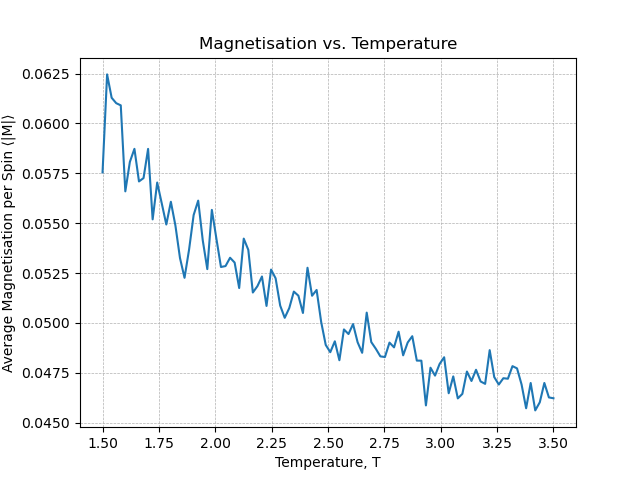 Magnetisation vs. Temperature
Average Magnetisation per Spin ⟨|M|⟩
0.0625
0.0600
0.0575
0.0550
0.0525
0.0500
0.0475
0.0450
1.50 1.75 2.00 2.25 2.50 2.75 3.00 3.25 3.50
Temperature, T